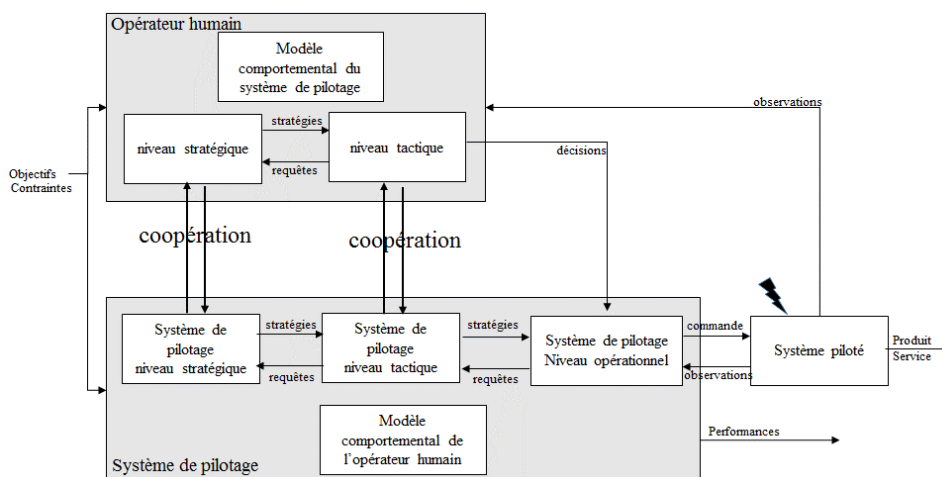 Opérateur humain
Modèle
comportemental du
système de pilotage
observations
stratégies
niveau stratégique
niveau tactique
requêtes
décisions
Objectifs
Contraintes
coopération
coopération
Système de
pilotage
niveau stratégique
stratégies
requêtes
Système de
pilotage
niveau tactique
stratégies
requêtes
Système de pilotage
Niveau opérationnel
commande
observations
Système piloté
Produit
Service
Modèle
comportemental de
l'opérateur humain
Performances
Système de pilotage